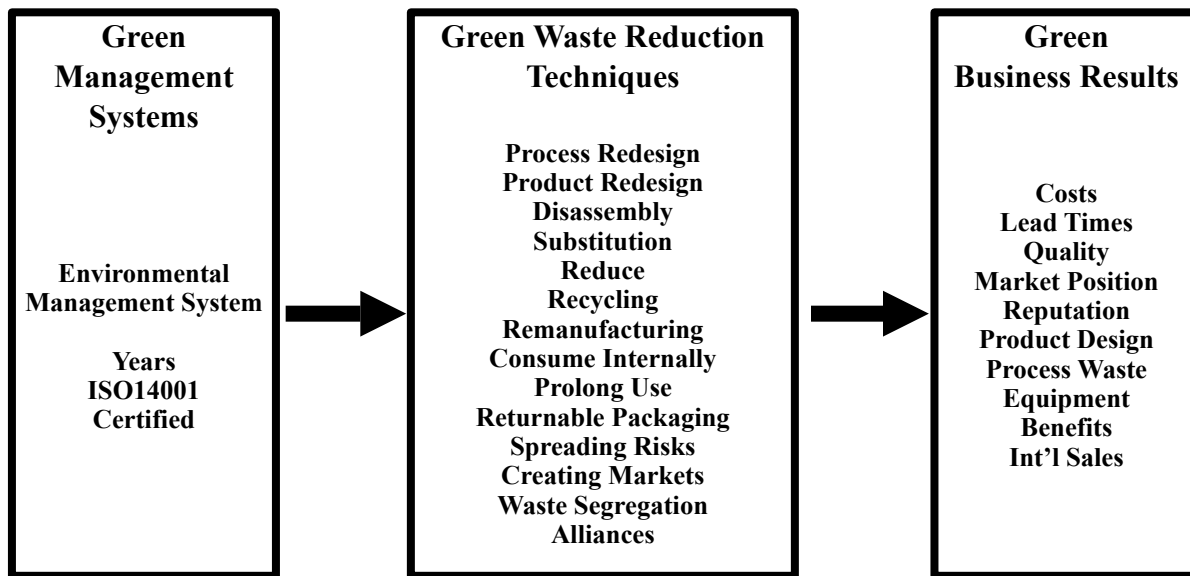 Green
Management
Systems
Environmental
Management System
Years
ISO14001
Certified
Green Waste Reduction
Techniques
Process Redesign
Product Redesign
Disassembly
Substitution
Reduce
Recycling
Remanufacturing
Consume Internally
Prolong Use
Returnable Packaging
Spreading Risks
Creating Markets
Waste Segregation
Alliances
Green
Business Results
Costs
Lead Times
Quality
Market Position
Reputation
Product Design
Process Waste
Equipment
Benefits
Int’l Sales